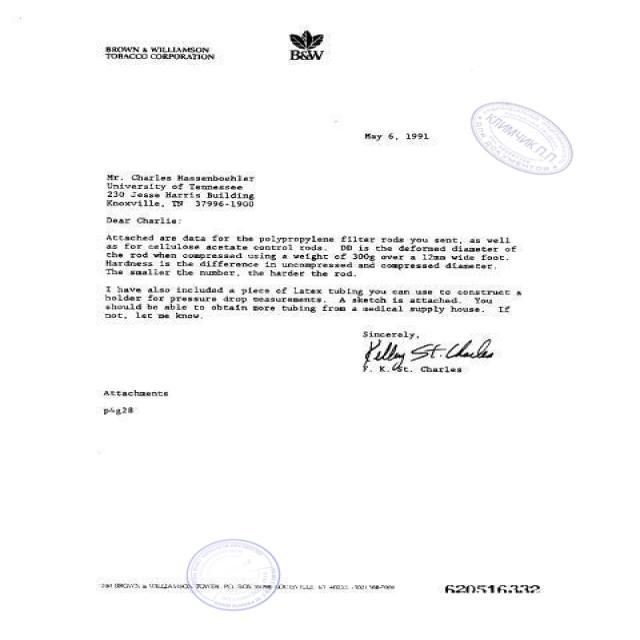 BROWN & WILLIAMSON
TOBACCO CORPORATION
B&W
May 6, 1991
КЛИМЧИК П.П.
ДЛЯ ДОКУМЕНТОВ
Mr. Charles Hassenboehler
University of Tennessee
230 Jesse Harris Building
Knoxville, TN 37996-1900
Dear Charlie:
Attached are data for the polypropylene filter rods you sent, as well
as for cellulose acetate control rods. DD is the deformed diameter of
the rod when compressed using a weight of 300g over a 12mm wide foot.
Hardness is the difference in uncompressed and compressed diameter.
The smaller the number, the harder the rod.
I have also included a piece of Latex tubing you can use to construct a
holder for pressure drop measurements. A sketch is attached. You
should be able to obtain more tubing from a medical supply house. If
not, let me know.
Sincerely,
Kelley St. Charles
F. K. St. Charles
Attachments
p4g28
BROWN & WILLIAMSON TOWER, P.O. BOX
620516332